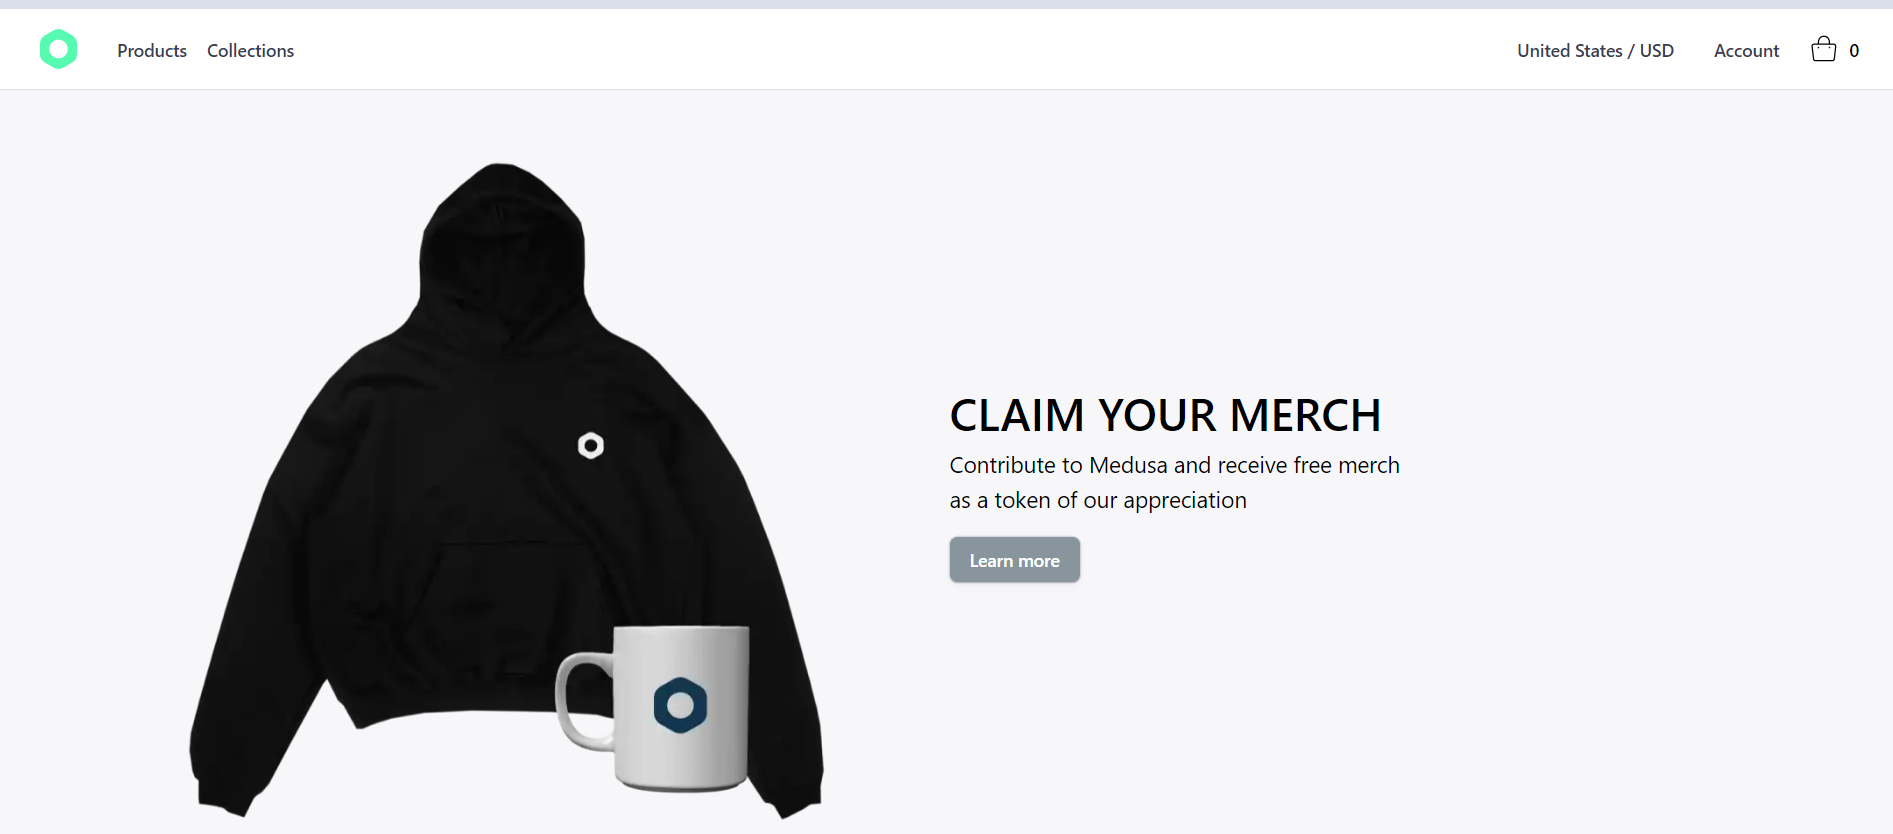 Products Collections United States / USD Account 0
CLAIM YOUR MERCH
Contribute to Medusa and receive free merch
as a token of our appreciation
Learn more